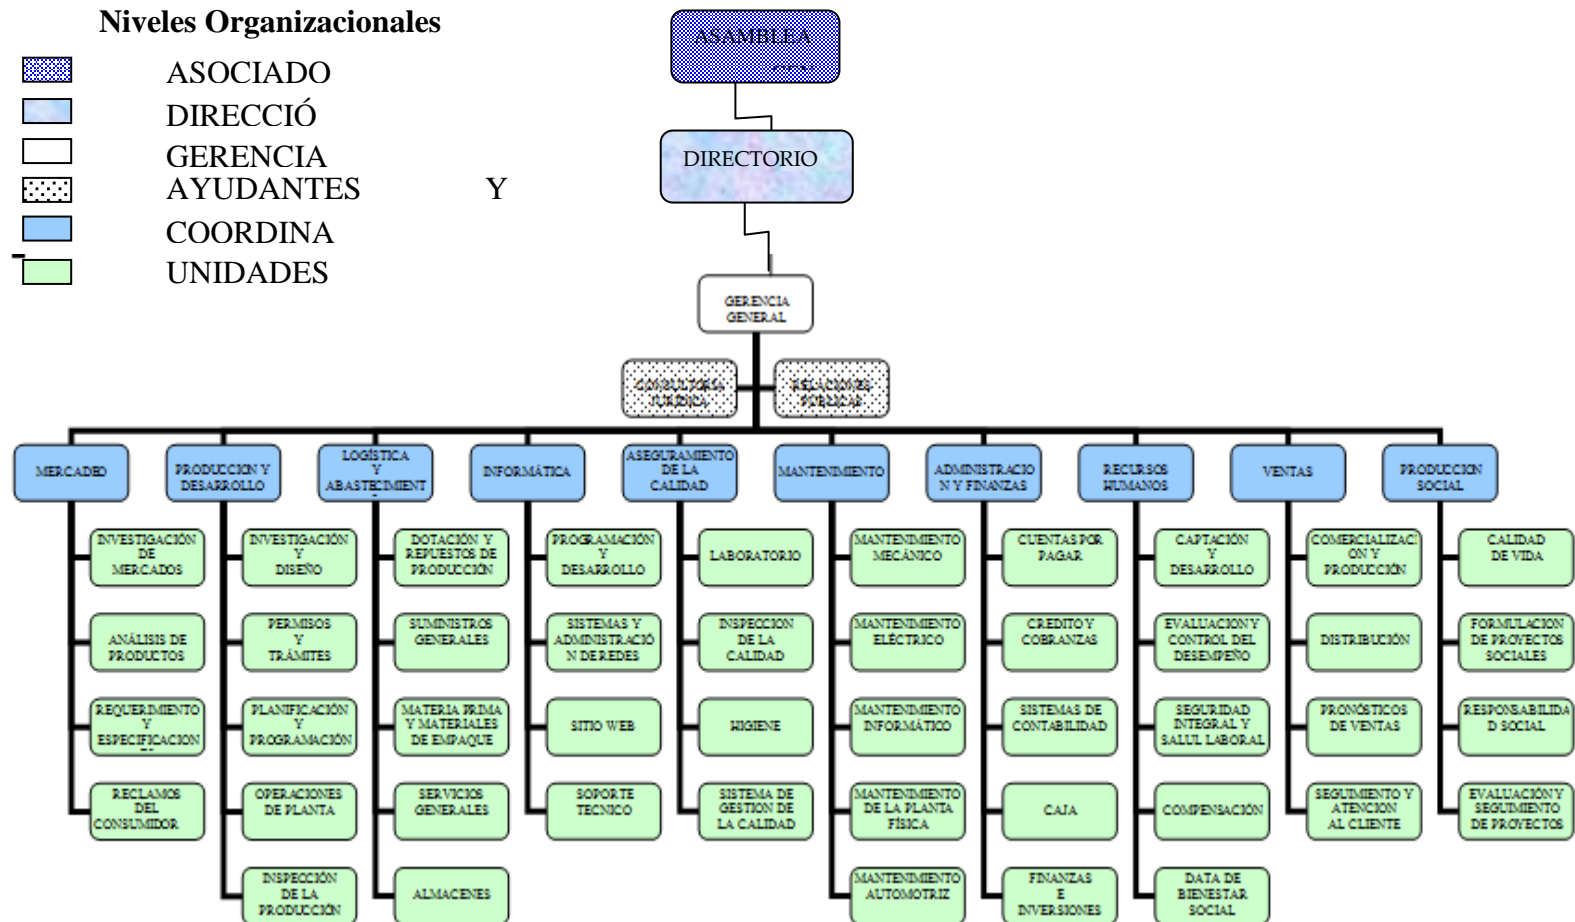 Niveles Organizacionales
ASOCIADO
DIRECCIÓ
GERENCIA
AYUDANTES Y
COORDINA
UNIDADES
ASAMBLEA
DIRECTORIO
GERENCIA
GENERAL
CONSULTORIA
JURÍDICA
RELACIONES
PUBLICAS
MERCADEO
PRODUCCION Y
DESARROLLO
LOGÍSTICA
Y
ABASTECIMIENT
INFORMÁTICA
ASEGURAMIENTO
DE LA
CALIDAD
MANTENIMIENTO
ADMINISTRACIO
N Y FINANZAS
RECURSOS
HUMANOS
VENTAS
PRODUCCION
SOCIAL
INVESTIGACIÓN
DE
MERCADOS
INVESTIGACIÓN
Y
DISEÑO
DOTACIÓN Y
REPUESTOS DE
PRODUCCIÓN
PROGRAMACIÓN
Y
DESARROLLO
LABORATORIO
MANTENIMIENTO
MECÁNICO
CUENTAS POR
PAGAR
CAPTACIÓN
Y
DESARROLLO
COMERCIALIZACI
ON Y
PRODUCCIÓN
CALIDAD
DE VIDA
ANÁLISIS DE
PRODUCTOS
PERMISOS
Y
TRÁMITES
SUMINISTROS
GENERALES
SISTEMAS Y
ADMINISTRACIÓ
N DE REDES
INSPECCION
DE LA
CALIDAD
MANTENIMIENTO
ELÉCTRICO
CREDITO Y
COBRANZAS
EVALUACION Y
CONTROL DEL
DESEMPEÑO
DISTRIBUCIÓN
FORMULACION
DE PROYECTOS
SOCIALES
REQUERIMIENTO
Y
ESPECIFICACION
PLANIFICACIÓN
Y
PROGRAMACIÓN
MATERIA PRIMA
Y MATERIALES
DE EMPAQUE
SITIO WEB
HIGIENE
MANTENIMIENTO
INFORMÁTICO
SISTEMAS DE
CONTABILIDAD
SEGURIDAD
INTEGRAL Y
SALUL LABORAL
PRONÓSTICOS
DE VENTAS
RESPONSABILIDA
D SOCIAL
RECLAMOS
DEL
CONSUMIDOR
OPERACIONES
DE PLANTA
SERVICIOS
GENERALES
SOPORTE
TECNICO
SISTEMA DE
GESTION DE
LA CALIDAD
MANTENIMIENTO
DE LA PLANTA
FÍSICA
CAJA
COMPENSACIÓN
SEGUIMIENTO Y
ATENCION
AL CLIENTE
EVALUACIÓN Y
SEGUIMIENTO
DE PROYECTOS
INSPECCIÓN
DE LA
PRODUCCIÓN
ALMACENES
MANTENIMIENTO
AUTOMOTRIZ
FINANZAS
E
INVERSIONES
DATA DE
BIENESTAR
SOCIAL